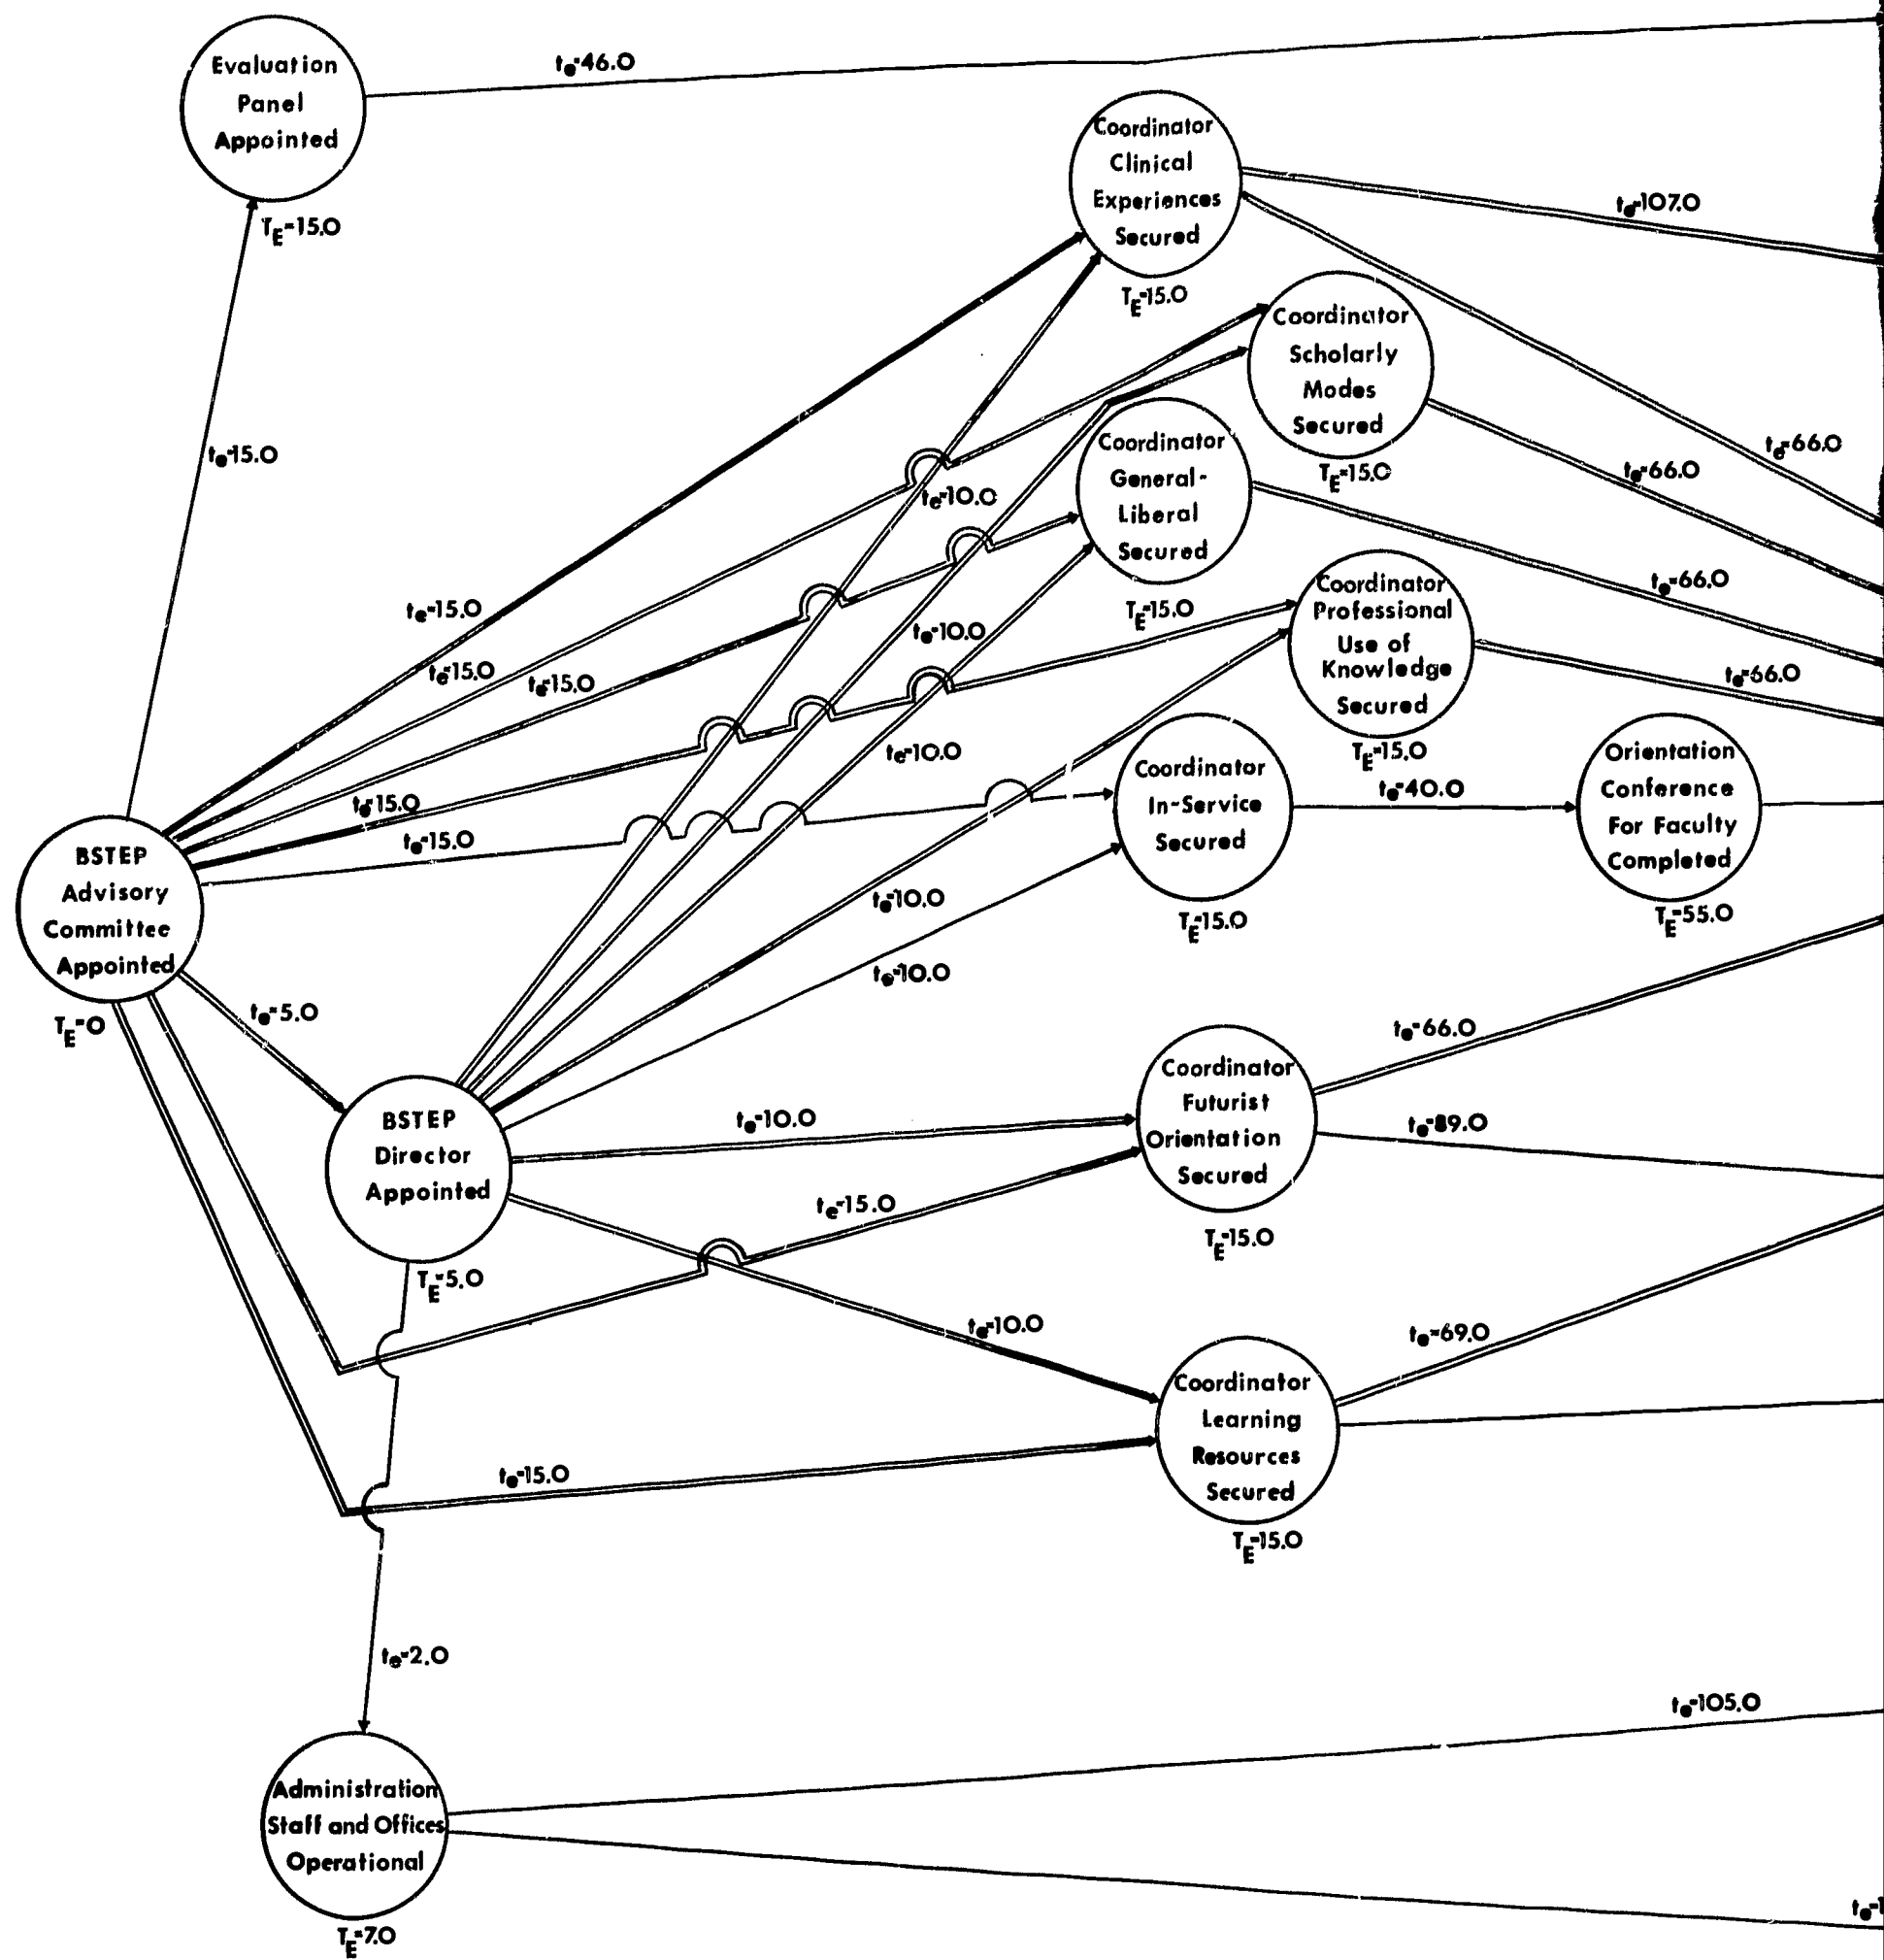 Evaluation
Panel
Appointed
T_E=15.0
t_e=46.0
Coordinator
Clinical
Experiences
Secured
T_E=15.0
t_e=107.0
t_e=66.0
Coordinator
Scholarly
Modes
Secured
T_E=15.0
t_e=66.0
Coordinator
General-
Liberal
Secured
T_E=15.0
t_e=66.0
Coordinator
Professional
Use of
Knowledge
Secured
T_E=15.0
t_e=66.0
Coordinator
In-Service
Secured
T_E=15.0
t_e=40.0
Orientation
Conference
For Faculty
Completed
T_E=55.0
t_e=15.0
t_e=15.0
t_e=15.0
t_e=15.0
t_e=15.0
t_e=15.0
t_e=10.0
t_e=10.0
t_e=10.0
t_e=10.0
t_e=10.0
BSTEP
Advisory
Committee
Appointed
T_E=0
t_e=5.0
BSTEP
Director
Appointed
T_E=5.0
t_e=10.0
t_e=15.0
t_e=10.0
t_e=15.0
t_e=2.0
Coordinator
Futurist
Orientation
Secured
T_E=15.0
t_e=66.0
t_e=89.0
Coordinator
Learning
Resources
Secured
T_E=15.0
t_e=69.0
Administration
Staff and Offices
Operational
T_E=7.0
t_e=105.0